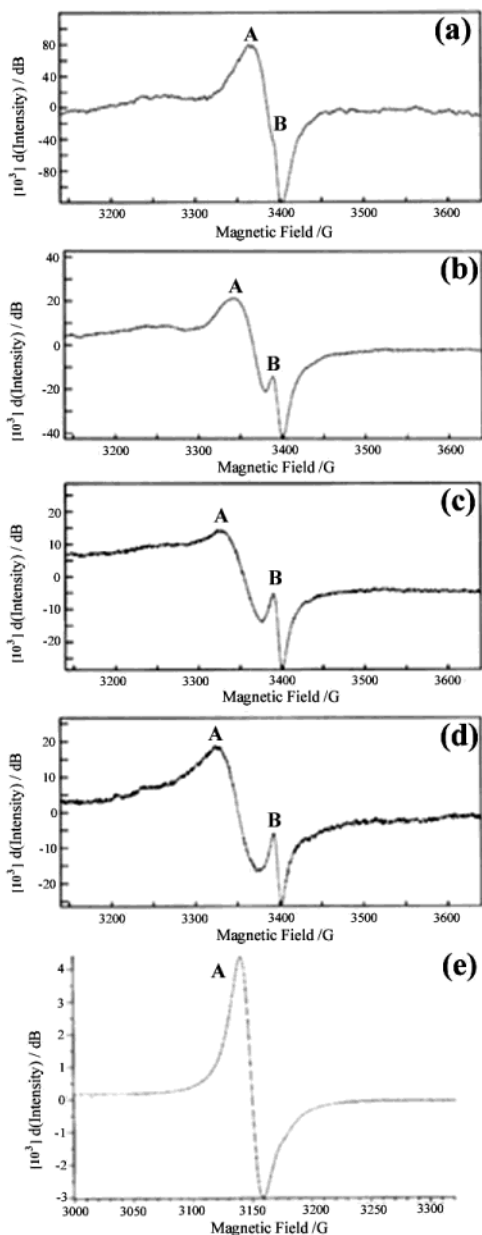 (a)
A
B
80
40
0
-40
-80
[10³] d(Intensity) / dB
3200 3300 3400 3500 3600
Magnetic Field /G
(b)
A
B
40
20
0
-20
-40
[10³] d(Intensity) / dB
3200 3300 3400 3500 3600
Magnetic Field /G
(c)
A
B
20
10
0
-10
-20
[10³] d(Intensity) / dB
3200 3300 3400 3500 3600
Magnetic Field /G
(d)
A
B
20
10
0
-10
-20
[10³] d(Intensity) / dB
3200 3300 3400 3500 3600
Magnetic Field /G
(e)
A
4
3
2
1
0
-1
-2
-3
[10³] d(Intensity) / dB
3000 3050 3100 3150 3200 3250 3300
Magnetic Field /G